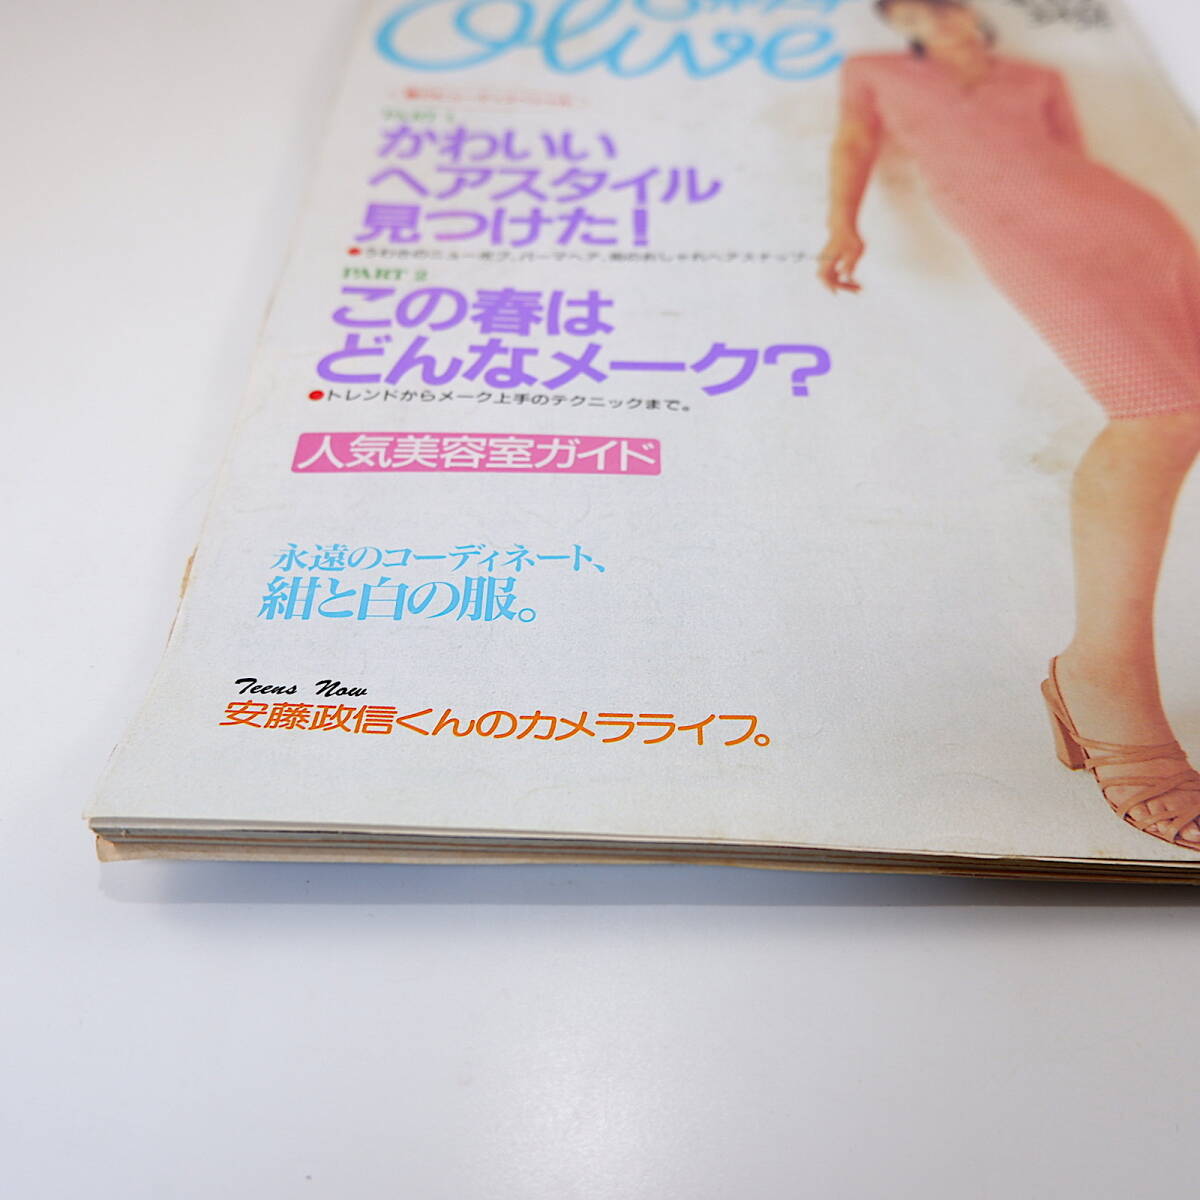 Olive
PART 1
かわいい
ヘアスタイル
見つけた!
PART 2
この春は
どんなメーク?
●トレンドからメーク上手のテクニックまで。
人気美容室ガイド
永遠のコーディネート、
紺と白の服。
Teens Now
安藤政信くんのカメラライフ。